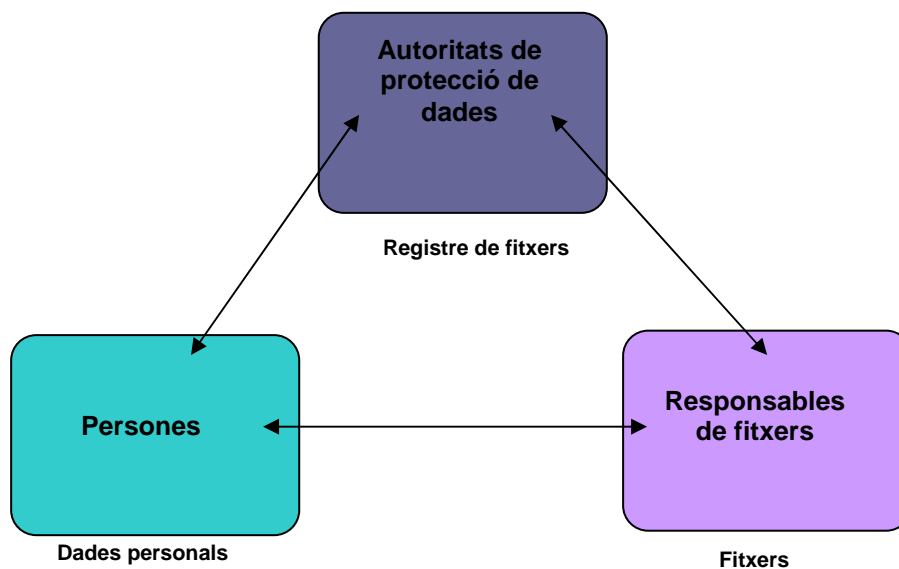 Autoritats de
protecció de
dades
Registre de fitxers
Persones
Responsables
de fitxers
Dades personals
Fitxers